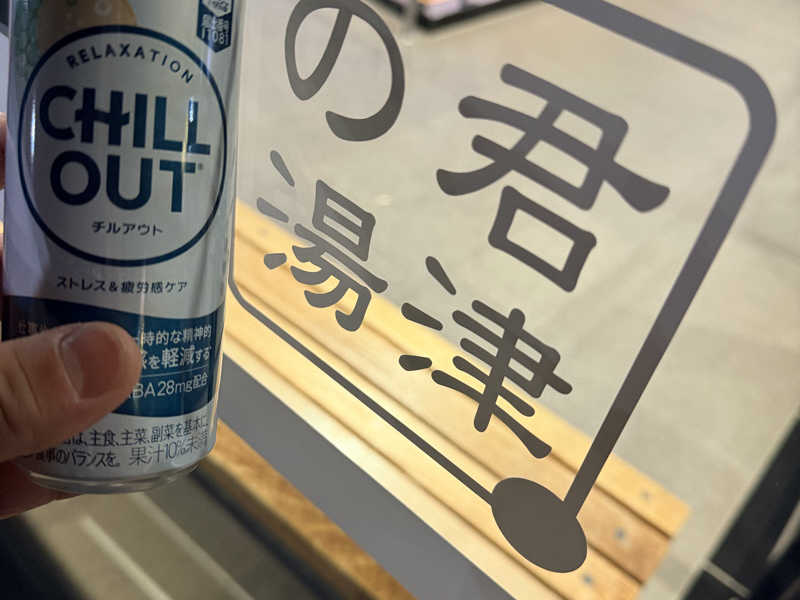 RELAXATION
CHILL
OUT
チルアウト
ストレス&疲労感ケア
時的な精神的
を軽減する
BA28mg配合
は、主食、主菜、副菜を基本に
食事のバランスを。果汁10%未満
君津
の湯